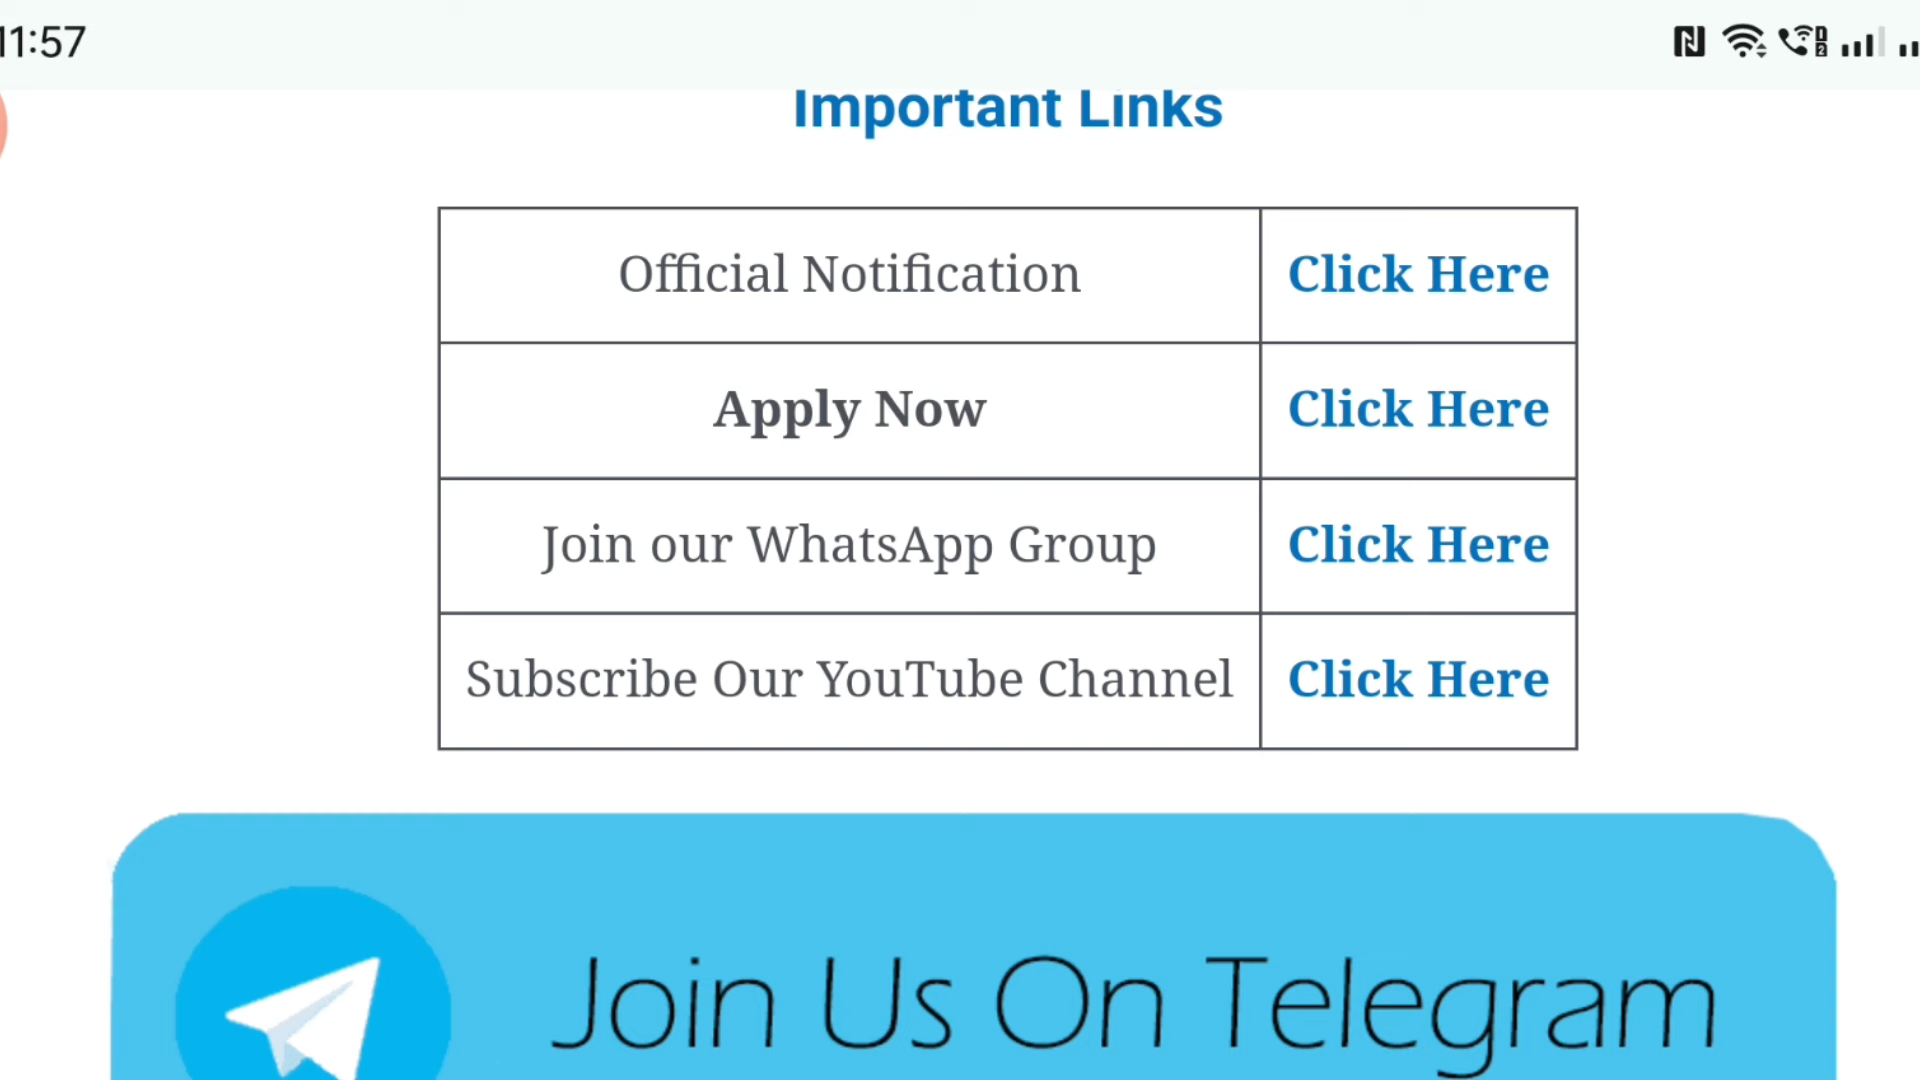 11:57
Important Links
Official Notification Click Here
Apply Now Click Here
Join our WhatsApp Group Click Here
Subscribe Our YouTube Channel Click Here
Join Us On Telegram